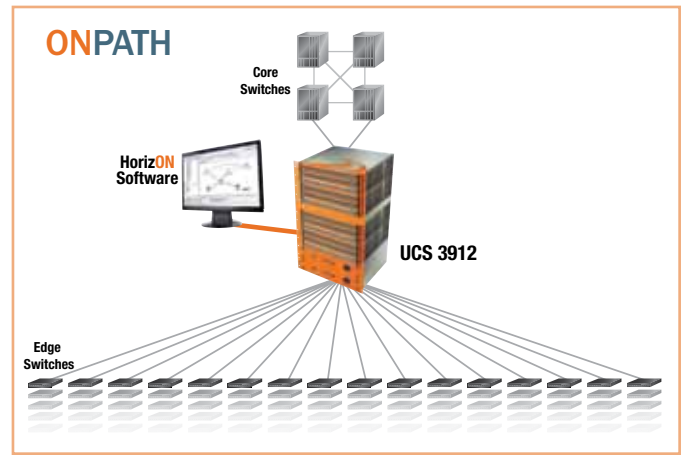 ONPATH
Core
Switches
HorizON
Software
UCS 3912
Edge
Switches